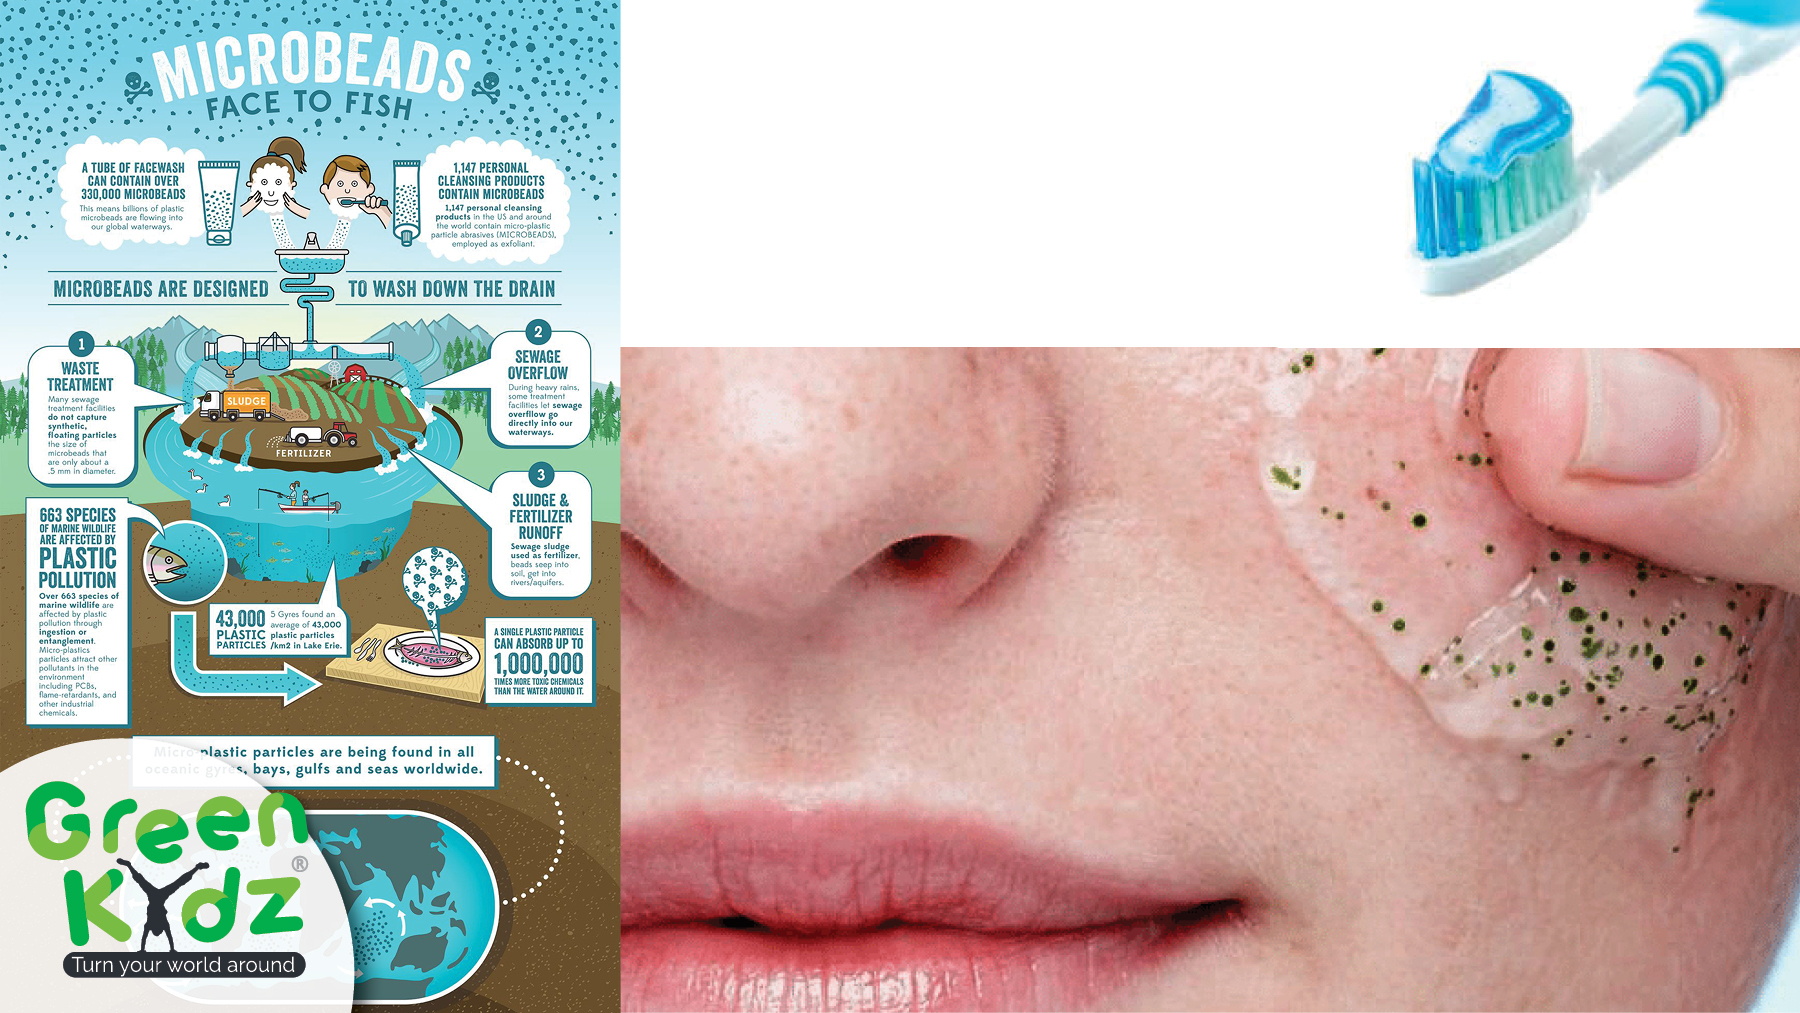 MICROBEADS
FACE TO FISH
A TUBE OF FACEWASH
CAN CONTAIN OVER
330,000 MICROBEADS
This means billions of plastic
microbeads are flowing into
our global waterways.
1,147 PERSONAL
CLEANSING PRODUCTS
CONTAIN MICROBEADS
1,147 personal cleansing
products in the US and around
the world contain micro-plastic
particle abrasives (MICROBEADS),
employed as exfoliant.
MICROBEADS ARE DESIGNED TO WASH DOWN THE DRAIN
1
WASTE
TREATMENT
Many sewage
treatment facilities
do not capture
synthetic,
floating particles
the size of
microbeads that
are only about a
.5 mm in diameter.
2
SEWAGE
OVERFLOW
During heavy rains,
some treatment
facilities let sewage
overflow go
directly into our
waterways.
SLUDGE
FERTILIZER
3
SLUDGE &
FERTILIZER
RUNOFF
Sewage sludge
used as fertilizer,
beads seep into
soil, get into
rivers/aquifers.
663 SPECIES
OF MARINE WILDLIFE
ARE AFFECTED BY
PLASTIC
POLLUTION
Over 663 species of
marine wildlife are
affected by plastic
pollution through
ingestion or
entanglement.
Micro-plastics
particles attract other
pollutants in the
environment
including PCBs,
flame-retardants, and
other industrial
chemicals.
43,000
PLASTIC
PARTICLES
5 Gyres found an
average of 43,000
plastic particles
/km2 in Lake Erie.
A SINGLE PLASTIC PARTICLE
CAN ABSORB UP TO
1,000,000
TIMES MORE TOXIC CHEMICALS
THAN THE WATER AROUND IT.
Micro-plastic particles are being found in all
oceanic gyres, bays, gulfs and seas worldwide.
Green
Kydz®
Turn your world around